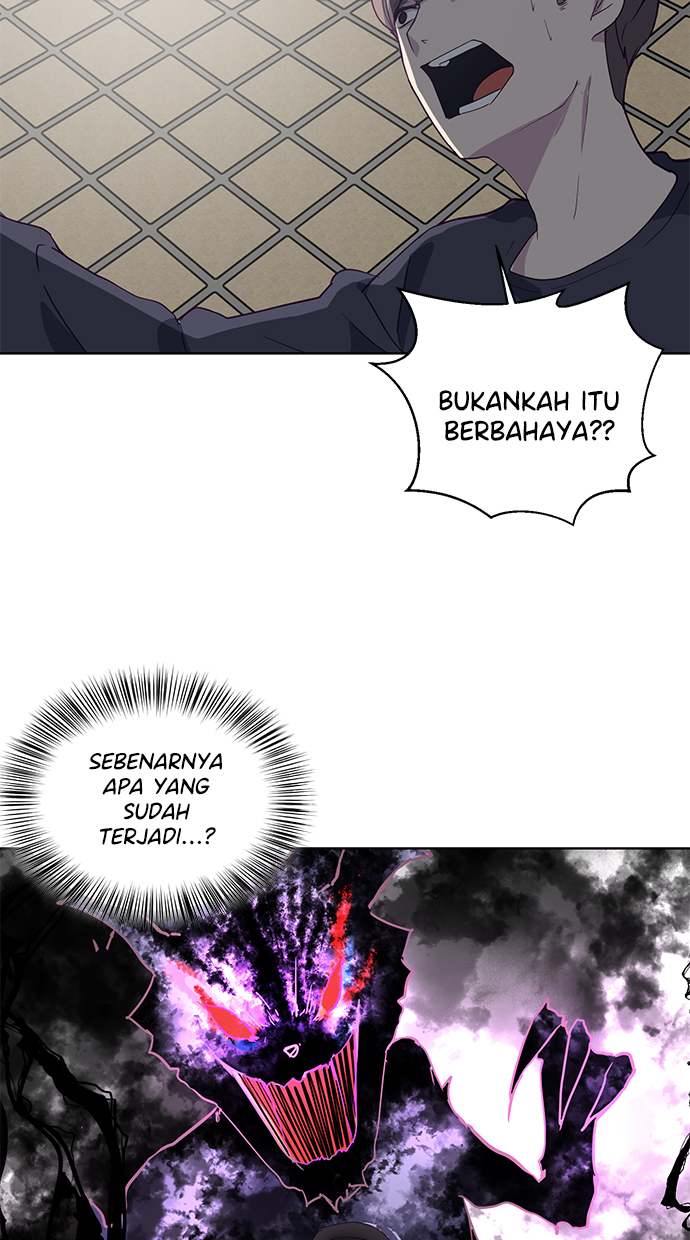 BUKANKAH ITU
BERBAHAYA??
SEBENARNYA
APA YANG
SUDAH
TERJADI...?